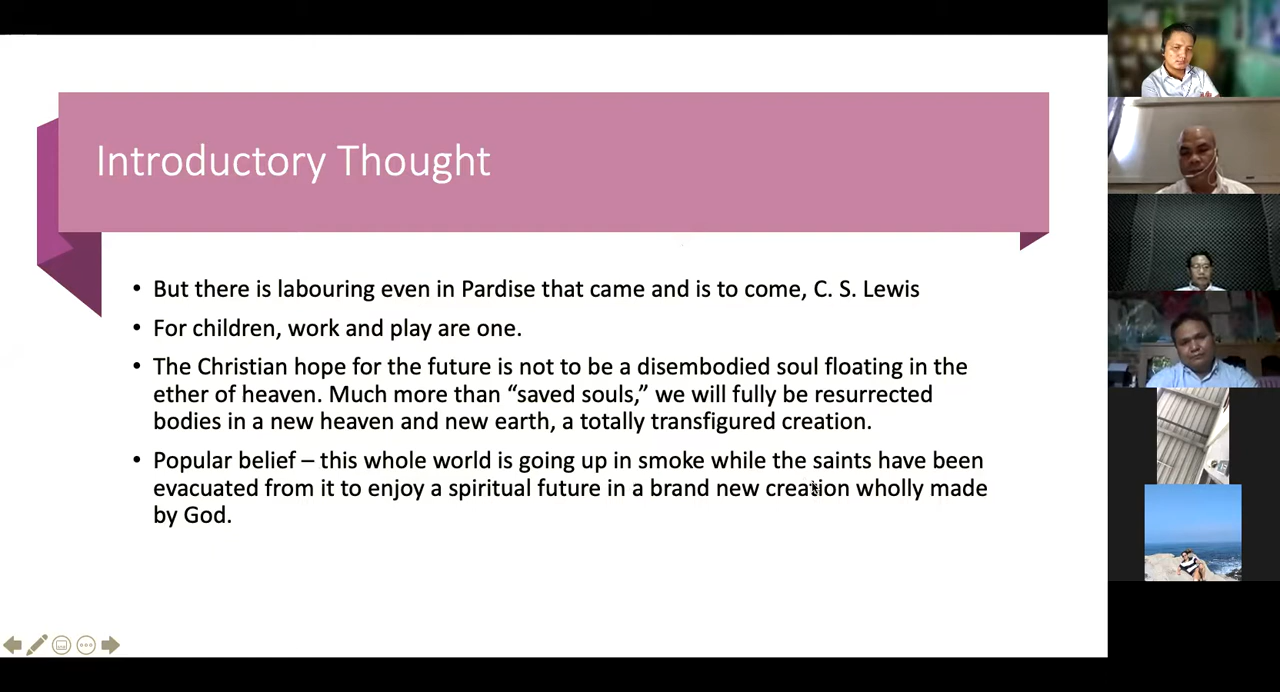 Introductory Thought
• But there is labouring even in Pardise that came and is to come, C. S. Lewis
• For children, work and play are one.
• The Christian hope for the future is not to be a disembodied soul floating in the
ether of heaven. Much more than “saved souls,” we will fully be resurrected
bodies in a new heaven and new earth, a totally transfigured creation.
• Popular belief – this whole world is going up in smoke while the saints have been
evacuated from it to enjoy a spiritual future in a brand new creation wholly made
by God.